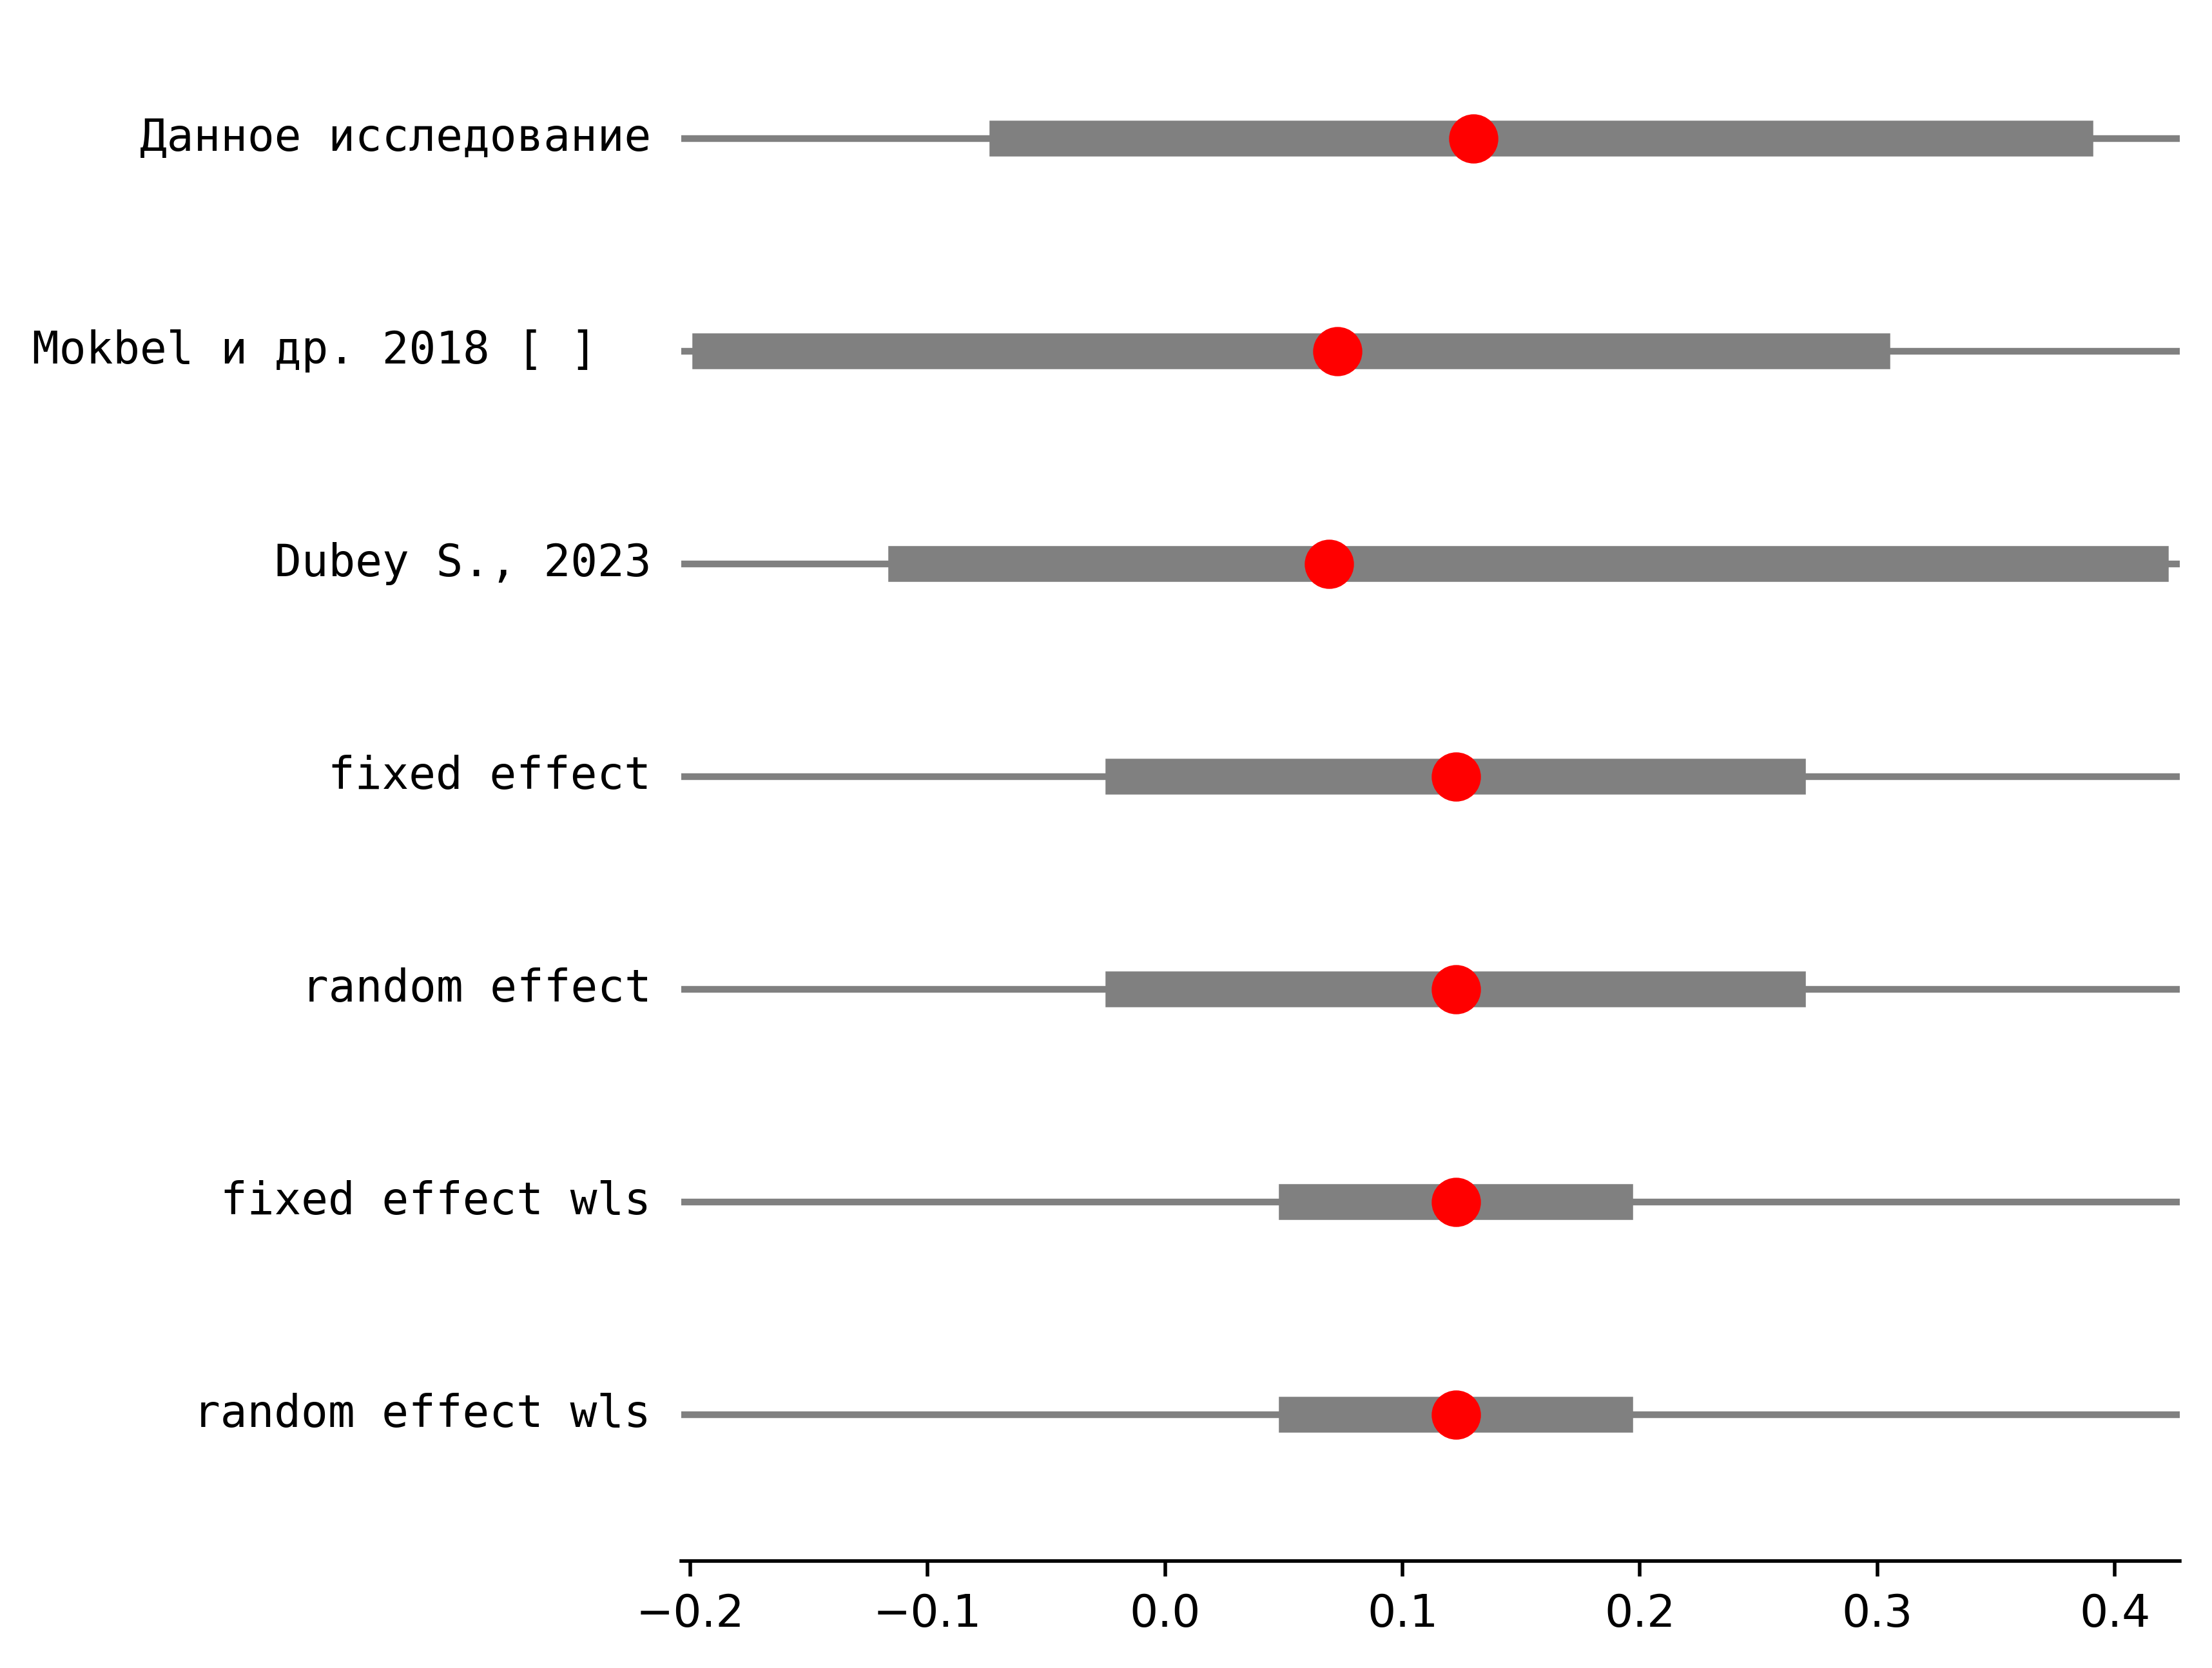 Данное исследование
Mokbel и др. 2018 [ ]
Dubey S., 2023
fixed effect
random effect
fixed effect wls
random effect wls
−0.2 −0.1 0.0 0.1 0.2 0.3 0.4